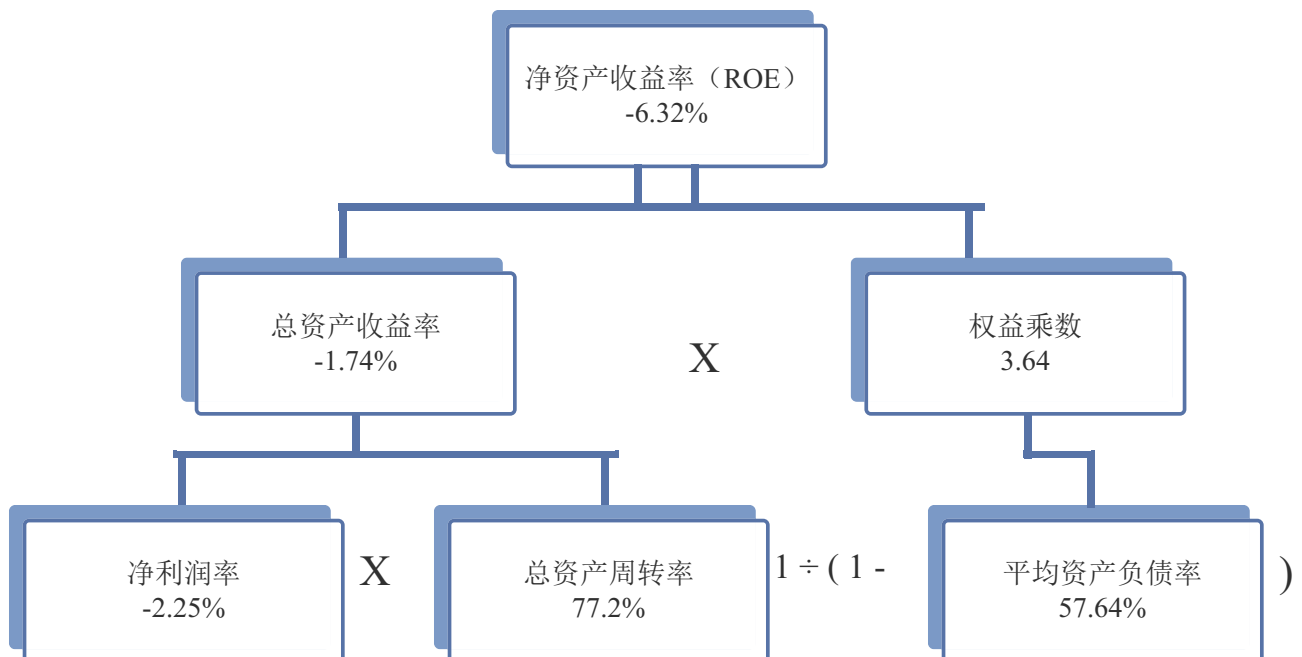 净资产收益率（ROE）
-6.32%
总资产收益率
-1.74%
X
权益乘数
3.64
净利润率
-2.25%
X
总资产周转率
77.2%
1 ÷ ( 1 -
平均资产负债率
57.64%
)